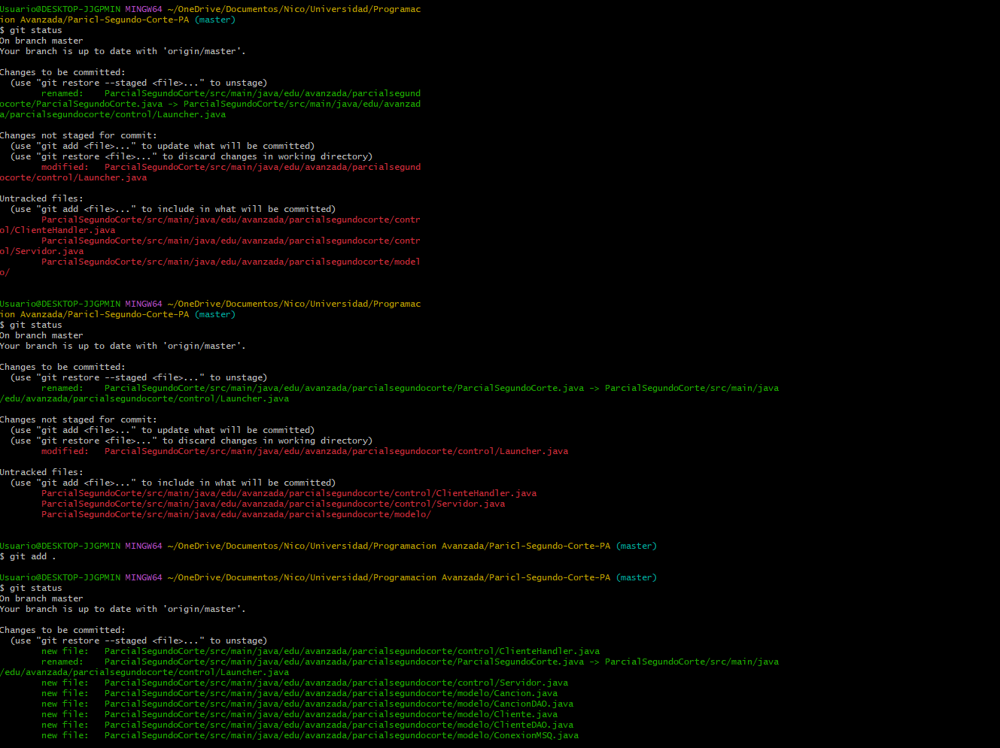 Usuario@DESKTOP-JJGPMIN MINGW64 ~/OneDrive/Documentos/Nico/Universidad/Programac
ion Avanzada/Paricl-Segundo-Corte-PA (master)
$ git status
On branch master
Your branch is up to date with 'origin/master'.
Changes to be committed:
  (use "git restore --staged <file>..." to unstage)
        renamed:    ParcialSegundoCorte/src/main/java/edu/avanzada/parcialsegund
ocorte/ParcialSegundoCorte.java -> ParcialSegundoCorte/src/main/java/edu/avanzad
a/parcialsegundocorte/control/Launcher.java
Changes not staged for commit:
  (use "git add <file>..." to update what will be committed)
  (use "git restore <file>..." to discard changes in working directory)
        modified:   ParcialSegundoCorte/src/main/java/edu/avanzada/parcialsegund
ocorte/control/Launcher.java
Untracked files:
  (use "git add <file>..." to include in what will be committed)
        ParcialSegundoCorte/src/main/java/edu/avanzada/parcialsegundocorte/contr
ol/ClienteHandler.java
        ParcialSegundoCorte/src/main/java/edu/avanzada/parcialsegundocorte/contr
ol/Servidor.java
        ParcialSegundoCorte/src/main/java/edu/avanzada/parcialsegundocorte/model
o/
Usuario@DESKTOP-JJGPMIN MINGW64 ~/OneDrive/Documentos/Nico/Universidad/Programac
ion Avanzada/Paricl-Segundo-Corte-PA (master)
$ git status
On branch master
Your branch is up to date with 'origin/master'.
Changes to be committed:
  (use "git restore --staged <file>..." to unstage)
        renamed:    ParcialSegundoCorte/src/main/java/edu/avanzada/parcialsegundocorte/ParcialSegundoCorte.java -> ParcialSegundoCorte/src/main/java
/edu/avanzada/parcialsegundocorte/control/Launcher.java
Changes not staged for commit:
  (use "git add <file>..." to update what will be committed)
  (use "git restore <file>..." to discard changes in working directory)
        modified:   ParcialSegundoCorte/src/main/java/edu/avanzada/parcialsegundocorte/control/Launcher.java
Untracked files:
  (use "git add <file>..." to include in what will be committed)
        ParcialSegundoCorte/src/main/java/edu/avanzada/parcialsegundocorte/control/ClienteHandler.java
        ParcialSegundoCorte/src/main/java/edu/avanzada/parcialsegundocorte/control/Servidor.java
        ParcialSegundoCorte/src/main/java/edu/avanzada/parcialsegundocorte/modelo/
Usuario@DESKTOP-JJGPMIN MINGW64 ~/OneDrive/Documentos/Nico/Universidad/Programacion Avanzada/Paricl-Segundo-Corte-PA (master)
$ git add .
Usuario@DESKTOP-JJGPMIN MINGW64 ~/OneDrive/Documentos/Nico/Universidad/Programacion Avanzada/Paricl-Segundo-Corte-PA (master)
$ git status
On branch master
Your branch is up to date with 'origin/master'.
Changes to be committed:
  (use "git restore --staged <file>..." to unstage)
        new file:   ParcialSegundoCorte/src/main/java/edu/avanzada/parcialsegundocorte/control/ClienteHandler.java
        renamed:    ParcialSegundoCorte/src/main/java/edu/avanzada/parcialsegundocorte/ParcialSegundoCorte.java -> ParcialSegundoCorte/src/main/java
/edu/avanzada/parcialsegundocorte/control/Launcher.java
        new file:   ParcialSegundoCorte/src/main/java/edu/avanzada/parcialsegundocorte/control/Servidor.java
        new file:   ParcialSegundoCorte/src/main/java/edu/avanzada/parcialsegundocorte/modelo/Cancion.java
        new file:   ParcialSegundoCorte/src/main/java/edu/avanzada/parcialsegundocorte/modelo/CancionDAO.java
        new file:   ParcialSegundoCorte/src/main/java/edu/avanzada/parcialsegundocorte/modelo/Cliente.java
        new file:   ParcialSegundoCorte/src/main/java/edu/avanzada/parcialsegundocorte/modelo/ClienteDAO.java
        new file:   ParcialSegundoCorte/src/main/java/edu/avanzada/parcialsegundocorte/modelo/ConexionMSQ.java